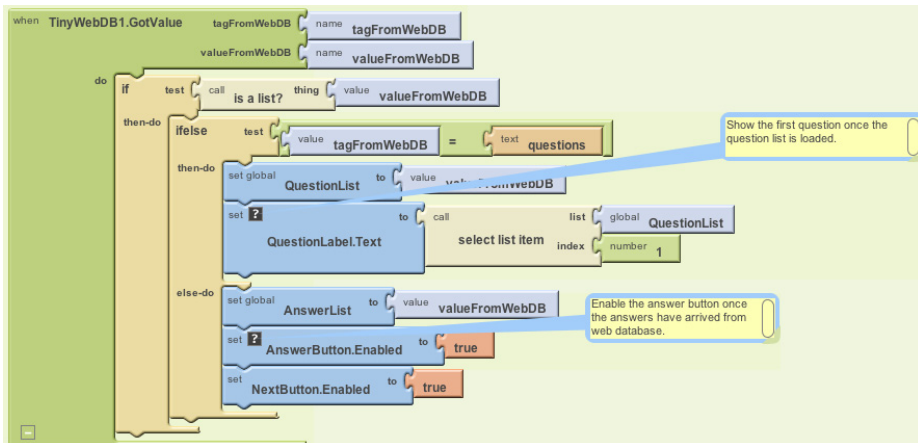 when TinyWebDB1.GotValue tagFromWebDB name tagFromWebDB
valueFromWebDB name valueFromWebDB
do if test call is a list? thing value valueFromWebDB
then-do ifelse test value tagFromWebDB = text questions
Show the first question once the
question list is loaded.
then-do set global QuestionList to value valueFromWebDB
set ? QuestionLabel.Text to call select list item list global QuestionList
index number 1
else-do set global AnswerList to value valueFromWebDB
Enable the answer button once
the answers have arrived from
web database.
set ? AnswerButton.Enabled to true
set NextButton.Enabled to true